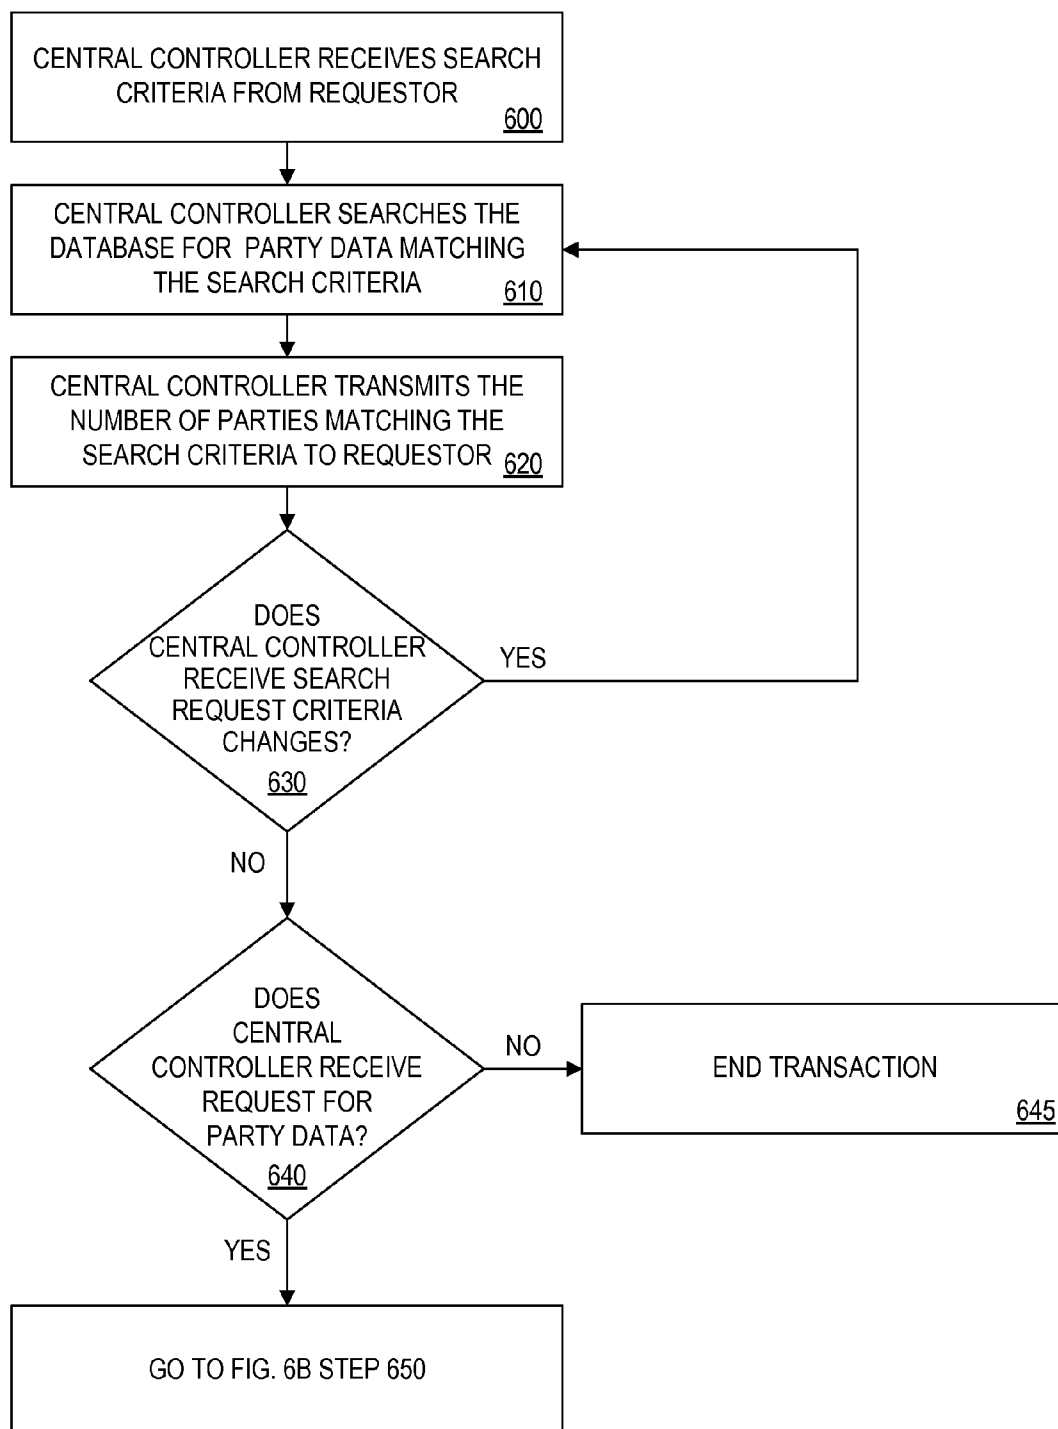 CENTRAL CONTROLLER RECEIVES SEARCH
CRITERIA FROM REQUESTOR
600
CENTRAL CONTROLLER SEARCHES THE
DATABASE FOR PARTY DATA MATCHING
THE SEARCH CRITERIA
610
CENTRAL CONTROLLER TRANSMITS THE
NUMBER OF PARTIES MATCHING THE
SEARCH CRITERIA TO REQUESTOR
620
DOES
CENTRAL CONTROLLER
RECEIVE SEARCH
REQUEST CRITERIA
CHANGES?
630
YES
NO
DOES
CENTRAL
CONTROLLER RECEIVE
REQUEST FOR
PARTY DATA?
640
NO
END TRANSACTION
645
YES
GO TO FIG. 6B STEP 650